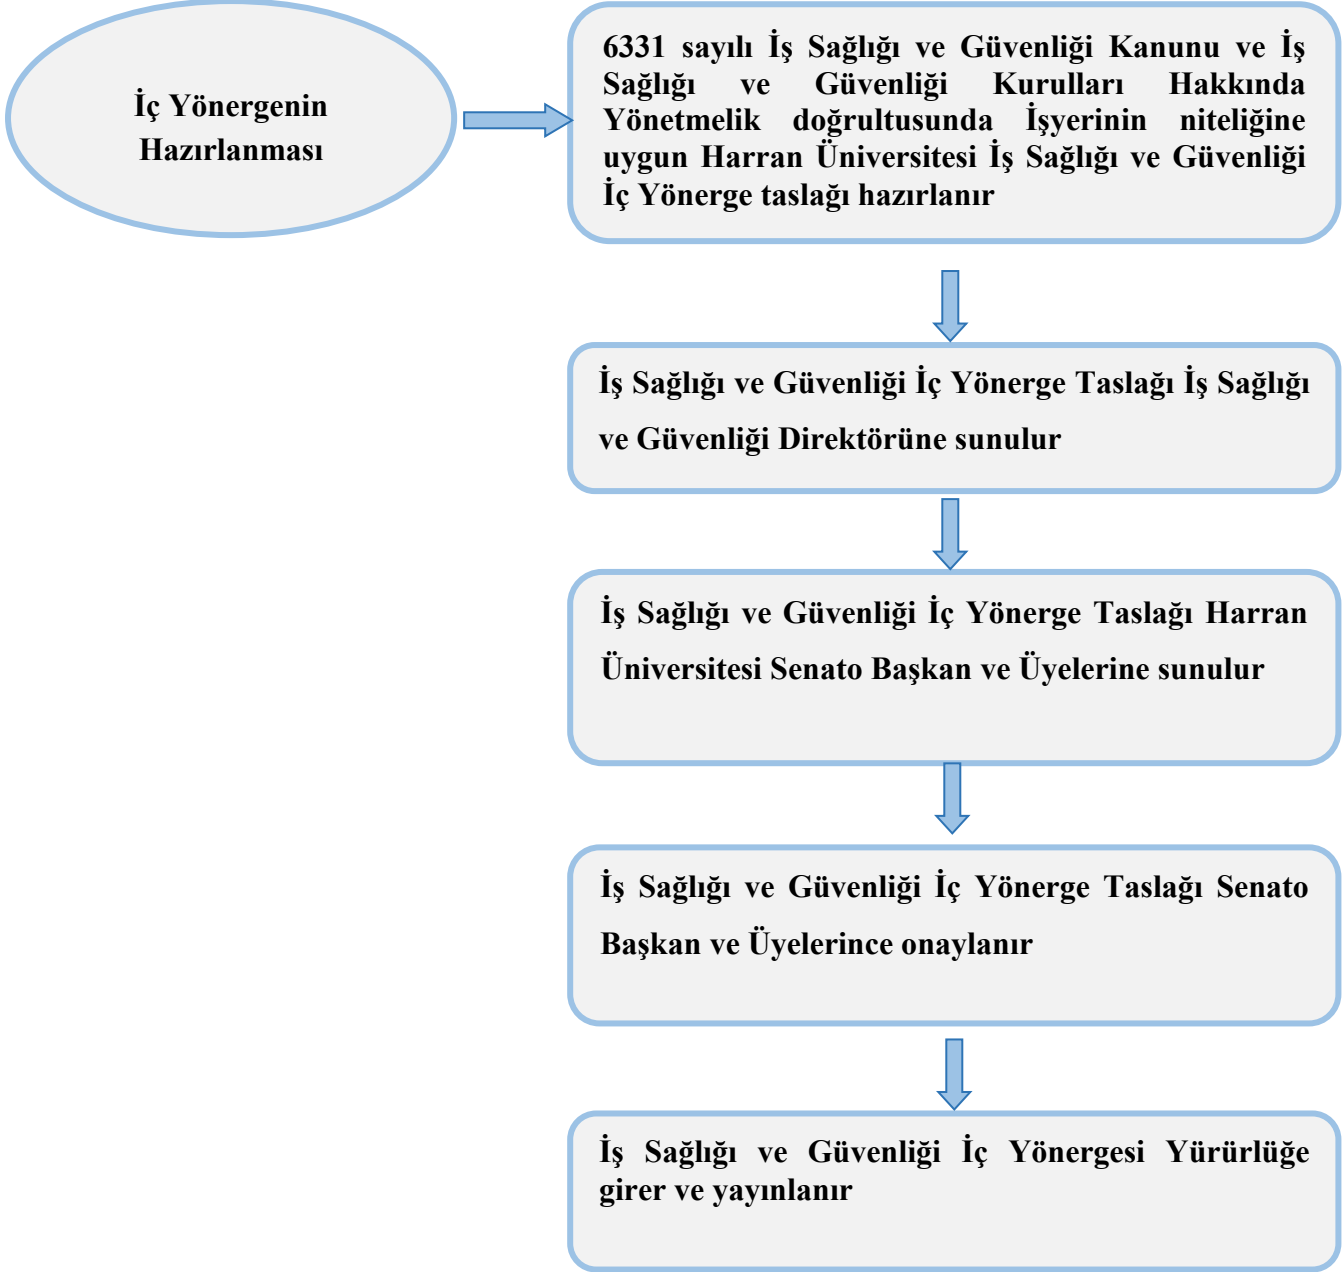 İç Yönergenin
Hazırlanması
6331 sayılı İş Sağlığı ve Güvenliği Kanunu ve İş
Sağlığı ve Güvenliği Kurulları Hakkında
Yönetmelik doğrultusunda İşyerinin niteliğine
uygun Harran Üniversitesi İş Sağlığı ve Güvenliği
İç Yönerge taslağı hazırlanır
İş Sağlığı ve Güvenliği İç Yönerge Taslağı İş Sağlığı
ve Güvenliği Direktörüne sunulur
İş Sağlığı ve Güvenliği İç Yönerge Taslağı Harran
Üniversitesi Senato Başkan ve Üyelerine sunulur
İş Sağlığı ve Güvenliği İç Yönerge Taslağı Senato
Başkan ve Üyelerince onaylanır
İş Sağlığı ve Güvenliği İç Yönergesi Yürürlüğe
girer ve yayınlanır